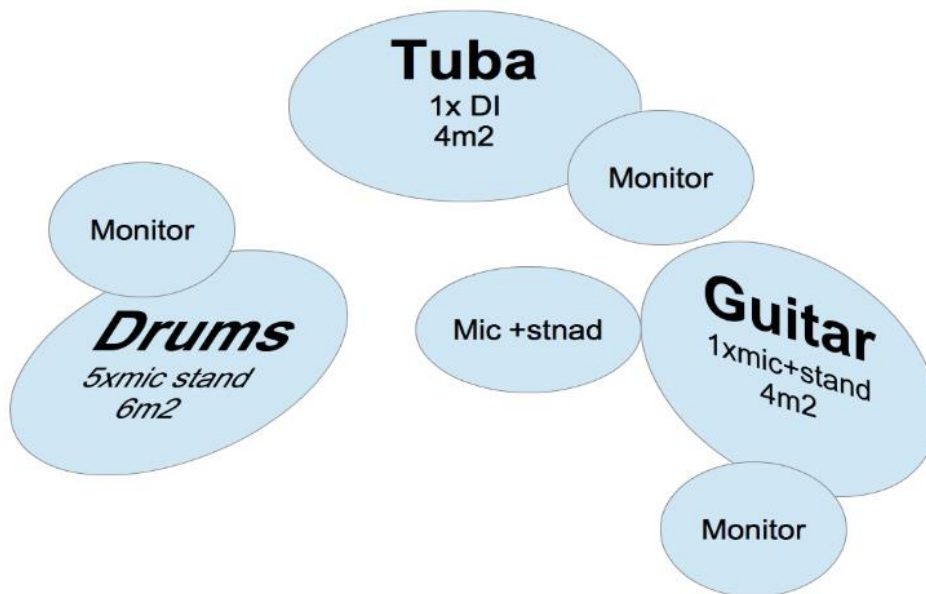 Tuba
1x DI
4m2
Monitor
Monitor
Drums
5xmic stand
6m2
Mic +stnad
Guitar
1xmic+stand
4m2
Monitor